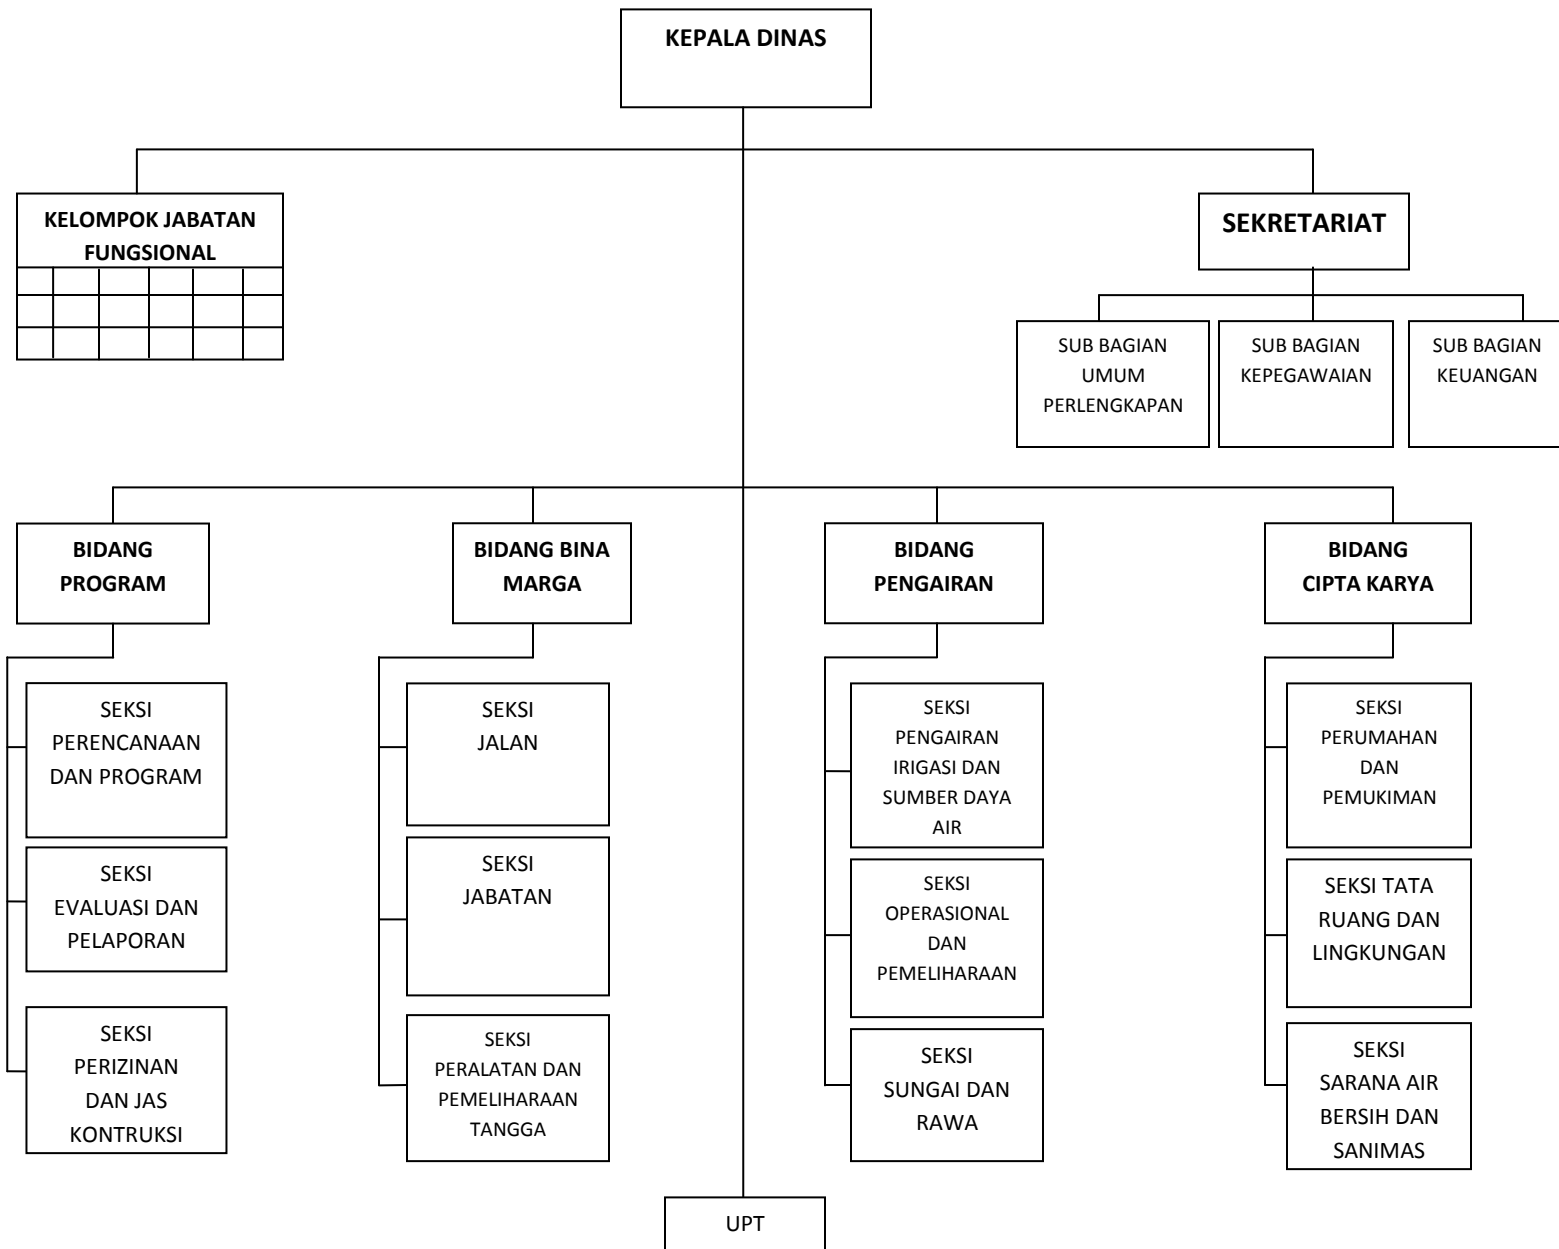 KEPALA DINAS
KELOMPOK JABATAN
FUNGSIONAL
SEKRETARIAT
SUB BAGIAN
UMUM
PERLENGKAPAN
SUB BAGIAN
KEPEGAWAIAN
SUB BAGIAN
KEUANGAN
BIDANG
PROGRAM
BIDANG BINA
MARGA
BIDANG
PENGAIRAN
BIDANG
CIPTA KARYA
SEKSI
PERENCANAAN
DAN PROGRAM
SEKSI
EVALUASI DAN
PELAPORAN
SEKSI
PERIZINAN
DAN JAS
KONTRUKSI
SEKSI
JALAN
SEKSI
JABATAN
SEKSI
PERALATAN DAN
PEMELIHARAAN
TANGGA
SEKSI
PENGAIRAN
IRIGASI DAN
SUMBER DAYA
AIR
SEKSI
OPERASIONAL
DAN
PEMELIHARAAN
SEKSI
SUNGAI DAN
RAWA
SEKSI
PERUMAHAN
DAN
PEMUKIMAN
SEKSI TATA
RUANG DAN
LINGKUNGAN
SEKSI
SARANA AIR
BERSIH DAN
SANIMAS
UPT